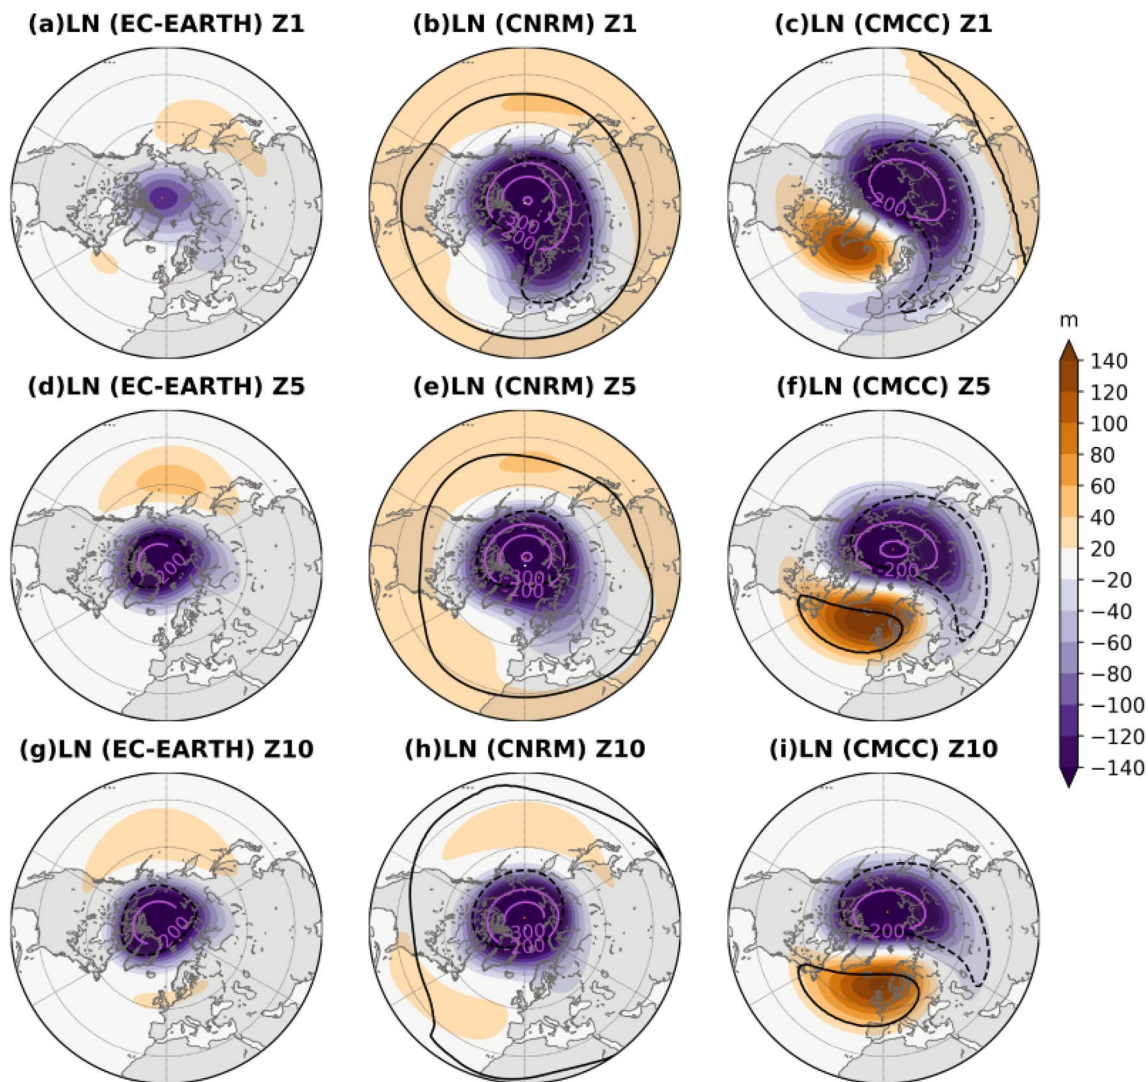 (a)LN (EC-EARTH) Z1
(b)LN (CNRM) Z1
(c)LN (CMCC) Z1
-200
300
200
m
(d)LN (EC-EARTH) Z5
(e)LN (CNRM) Z5
(f)LN (CMCC) Z5
140
120
100
80
60
40
20
−20
−40
−60
−80
−100
−120
−140
-200
300
200
-200
(g)LN (EC-EARTH) Z10
(h)LN (CNRM) Z10
(i)LN (CMCC) Z10
-200
300
200
-200